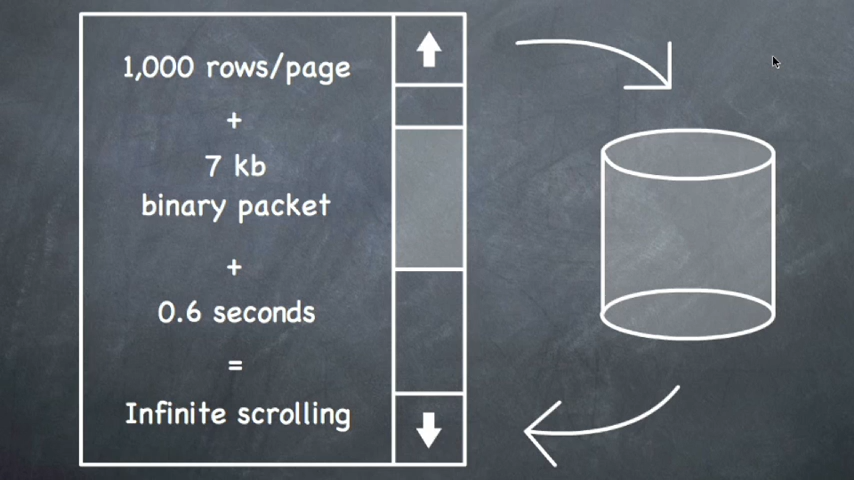 1,000 rows/page
+
7 kb
binary packet
+
0.6 seconds
=
Infinite scrolling